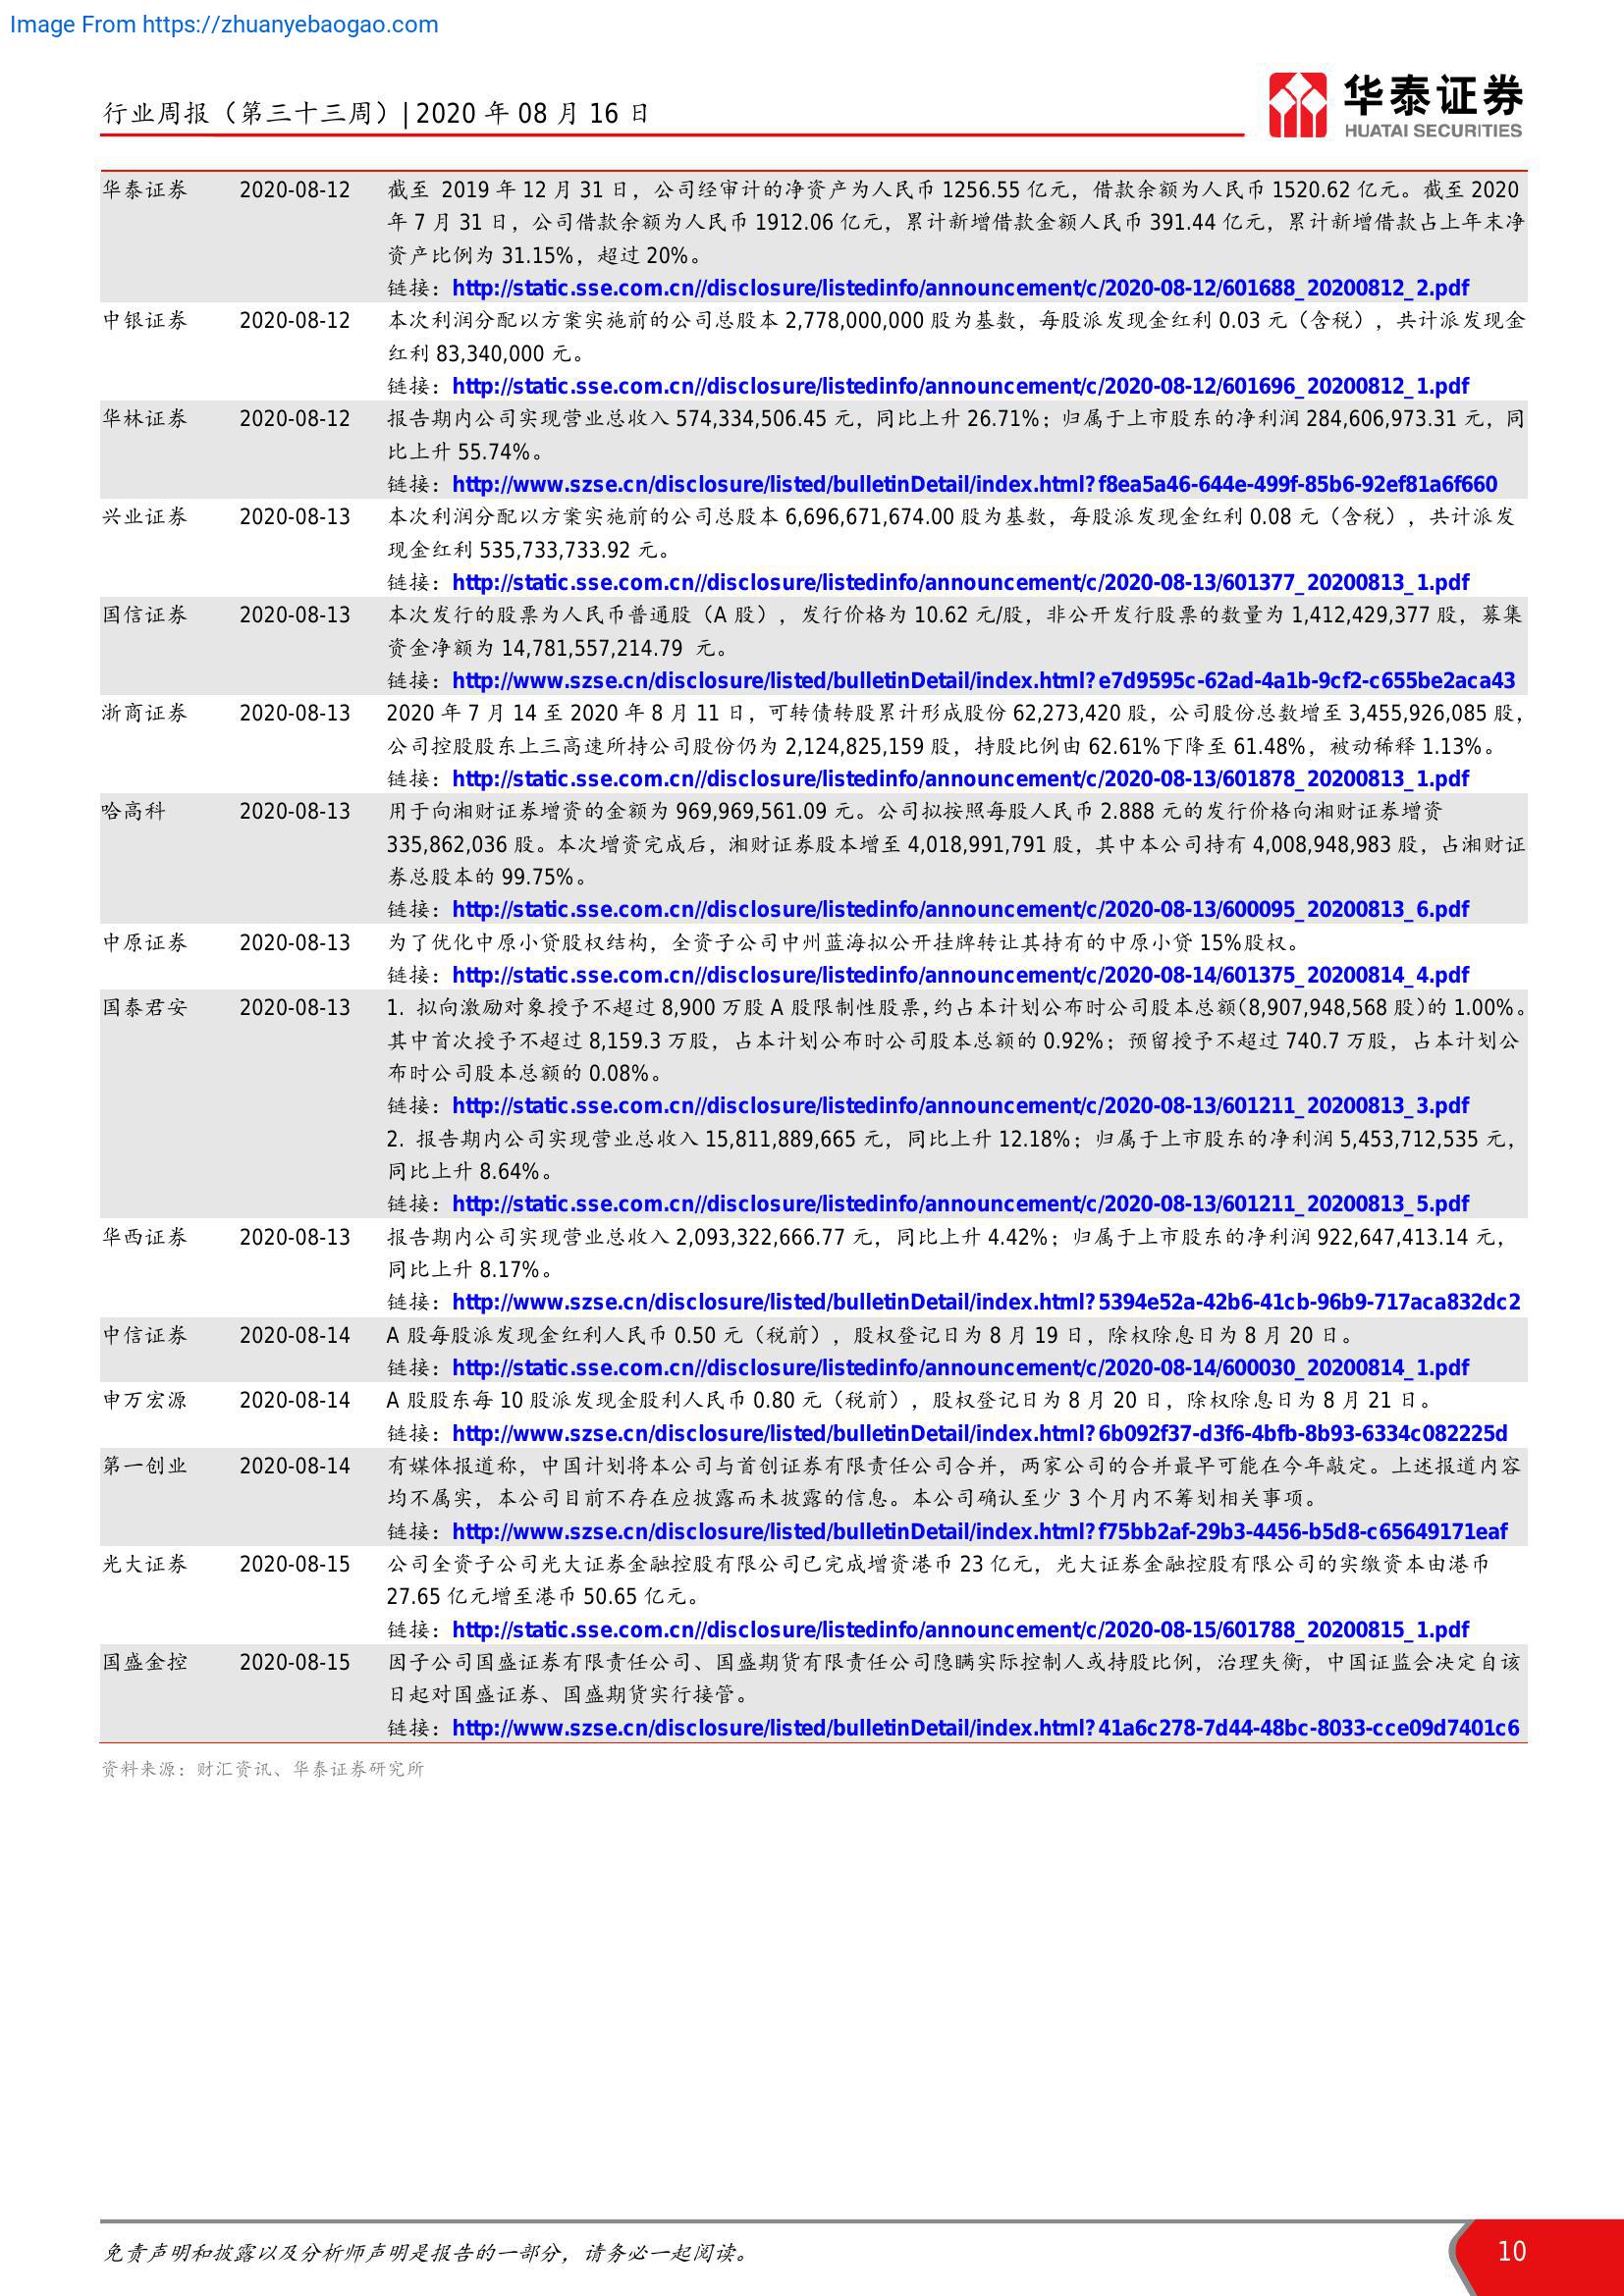 Image From https://zhuanyebaogao.com
行业周报（第三十三周）| 2020 年 08 月 16 日
华泰证券
HUATAI SECURITIES
华泰证券 2020-08-12 截至 2019 年 12 月 31 日，公司经审计的净资产为人民币 1256.55 亿元，借款余额为人民币 1520.62 亿元。截至 2020
年 7 月 31 日，公司借款余额为人民币 1912.06 亿元，累计新增借款金额人民币 391.44 亿元，累计新增借款占上年末净
资产比例为 31.15%，超过 20%。
链接：http://static.sse.com.cn//disclosure/listedinfo/announcement/c/2020-08-12/601688_20200812_2.pdf
中银证券 2020-08-12 本次利润分配以方案实施前的公司总股本 2,778,000,000 股为基数，每股派发现金红利 0.03 元（含税），共计派发现金
红利 83,340,000 元。
链接：http://static.sse.com.cn//disclosure/listedinfo/announcement/c/2020-08-12/601696_20200812_1.pdf
华林证券 2020-08-12 报告期内公司实现营业总收入 574,334,506.45 元，同比上升 26.71%；归属于上市股东的净利润 284,606,973.31 元，同
比上升 55.74%。
链接：http://www.szse.cn/disclosure/listed/bulletinDetail/index.html?f8ea5a46-644e-499f-85b6-92ef81a6f660
兴业证券 2020-08-13 本次利润分配以方案实施前的公司总股本 6,696,671,674.00 股为基数，每股派发现金红利 0.08 元（含税），共计派发
现金红利 535,733,733.92 元。
链接：http://static.sse.com.cn//disclosure/listedinfo/announcement/c/2020-08-13/601377_20200813_1.pdf
国信证券 2020-08-13 本次发行的股票为人民币普通股（A 股），发行价格为 10.62 元/股，非公开发行股票的数量为 1,412,429,377 股，募集
资金净额为 14,781,557,214.79 元。
链接：http://www.szse.cn/disclosure/listed/bulletinDetail/index.html?e7d9595c-62ad-4a1b-9cf2-c655be2aca43
浙商证券 2020-08-13 2020 年 7 月 14 至 2020 年 8 月 11 日，可转债转股累计形成股份 62,273,420 股，公司股份总数增至 3,455,926,085 股，
公司控股股东上三高速所持公司股份仍为 2,124,825,159 股，持股比例由 62.61%下降至 61.48%，被动稀释 1.13%。
链接：http://static.sse.com.cn//disclosure/listedinfo/announcement/c/2020-08-13/601878_20200813_1.pdf
哈高科 2020-08-13 用于向湘财证券增资的金额为 969,969,561.09 元。公司拟按照每股人民币 2.888 元的发行价格向湘财证券增资
335,862,036 股。本次增资完成后，湘财证券股本增至 4,018,991,791 股，其中本公司持有 4,008,948,983 股，占湘财证
券总股本的 99.75%。
链接：http://static.sse.com.cn//disclosure/listedinfo/announcement/c/2020-08-13/600095_20200813_6.pdf
中原证券 2020-08-13 为了优化中原小贷股权结构，全资子公司中州蓝海拟公开挂牌转让其持有的中原小贷 15%股权。
链接：http://static.sse.com.cn//disclosure/listedinfo/announcement/c/2020-08-14/601375_20200814_4.pdf
国泰君安 2020-08-13 1. 拟向激励对象授予不超过 8,900 万股 A 股限制性股票，约占本计划公布时公司股本总额（8,907,948,568 股）的 1.00%。
其中首次授予不超过 8,159.3 万股，占本计划公布时公司股本总额的 0.92%；预留授予不超过 740.7 万股，占本计划公
布时公司股本总额的 0.08%。
链接：http://static.sse.com.cn//disclosure/listedinfo/announcement/c/2020-08-13/601211_20200813_3.pdf
2. 报告期内公司实现营业总收入 15,811,889,665 元，同比上升 12.18%；归属于上市股东的净利润 5,453,712,535 元，
同比上升 8.64%。
链接：http://static.sse.com.cn//disclosure/listedinfo/announcement/c/2020-08-13/601211_20200813_5.pdf
华西证券 2020-08-13 报告期内公司实现营业总收入 2,093,322,666.77 元，同比上升 4.42%；归属于上市股东的净利润 922,647,413.14 元，
同比上升 8.17%。
链接：http://www.szse.cn/disclosure/listed/bulletinDetail/index.html?5394e52a-42b6-41cb-96b9-717aca832dc2
中信证券 2020-08-14 A 股每股派发现金红利人民币 0.50 元（税前），股权登记日为 8 月 19 日，除权除息日为 8 月 20 日。
链接：http://static.sse.com.cn//disclosure/listedinfo/announcement/c/2020-08-14/600030_20200814_1.pdf
申万宏源 2020-08-14 A 股股东每 10 股派发现金股利人民币 0.80 元（税前），股权登记日为 8 月 20 日，除权除息日为 8 月 21 日。
链接：http://www.szse.cn/disclosure/listed/bulletinDetail/index.html?6b092f37-d3f6-4bfb-8b93-6334c082225d
第一创业 2020-08-14 有媒体报道称，中国计划将本公司与首创证券有限责任公司合并，两家公司的合并最早可能在今年敲定。上述报道内容
均不属实，本公司目前不存在应披露而未披露的信息。本公司确认至少 3 个月内不筹划相关事项。
链接：http://www.szse.cn/disclosure/listed/bulletinDetail/index.html?f75bb2af-29b3-4456-b5d8-c65649171eaf
光大证券 2020-08-15 公司全资子公司光大证券金融控股有限公司已完成增资港币 23 亿元，光大证券金融控股有限公司的实缴资本由港币
27.65 亿元增至港币 50.65 亿元。
链接：http://static.sse.com.cn//disclosure/listedinfo/announcement/c/2020-08-15/601788_20200815_1.pdf
国盛金控 2020-08-15 因子公司国盛证券有限责任公司、国盛期货有限责任公司隐瞒实际控制人或持股比例，治理失衡，中国证监会决定自该
日起对国盛证券、国盛期货实行接管。
链接：http://www.szse.cn/disclosure/listed/bulletinDetail/index.html?41a6c278-7d44-48bc-8033-cce09d7401c6
资料来源：财汇资讯、华泰证券研究所
免责声明和披露以及分析师声明是报告的一部分，请务必一起阅读。
10